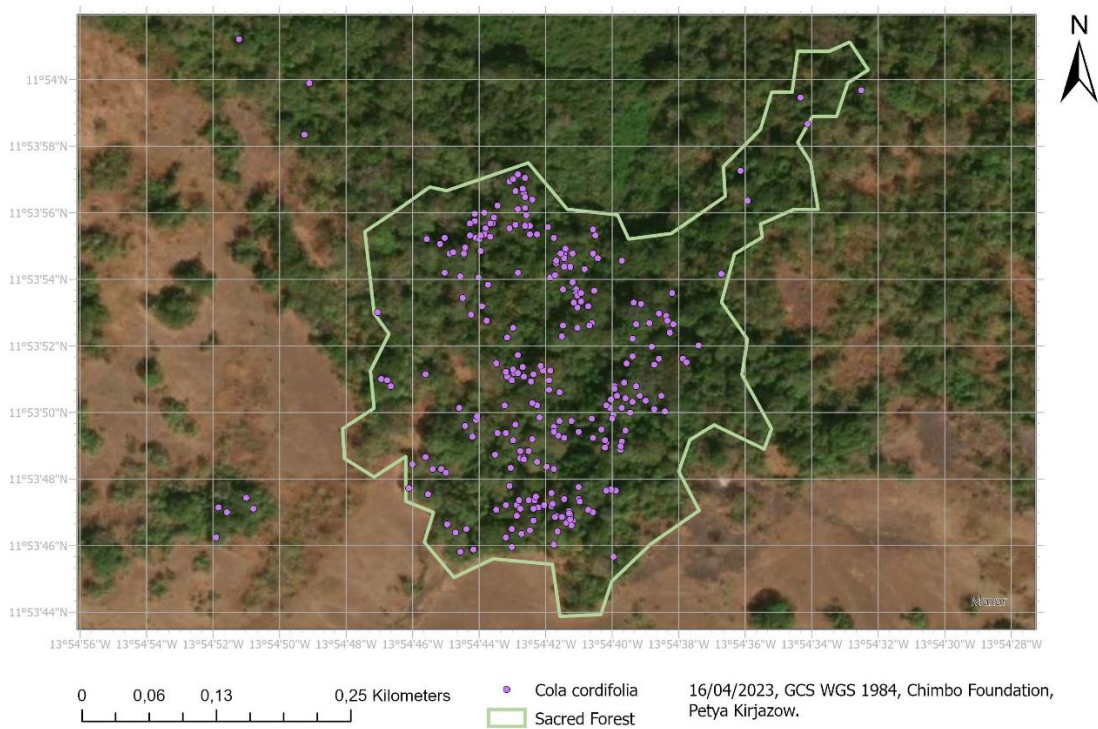 N
11°54'N
11°53'58"N
11°53'56"N
11°53'54"N
11°53'52"N
11°53'50"N
11°53'48"N
11°53'46"N
11°53'44"N
13°54'56"W 13°54'54"W 13°54'52"W 13°54'50"W 13°54'48"W 13°54'46"W 13°54'44"W 13°54'42"W 13°54'40"W 13°54'38"W 13°54'36"W 13°54'34"W 13°54'32"W 13°54'30"W 13°54'28"W
Maxar
0 0,06 0,13 0,25 Kilometers
Cola cordifolia
Sacred Forest
16/04/2023, GCS WGS 1984, Chimbo Foundation,
Petya Kirjazow.